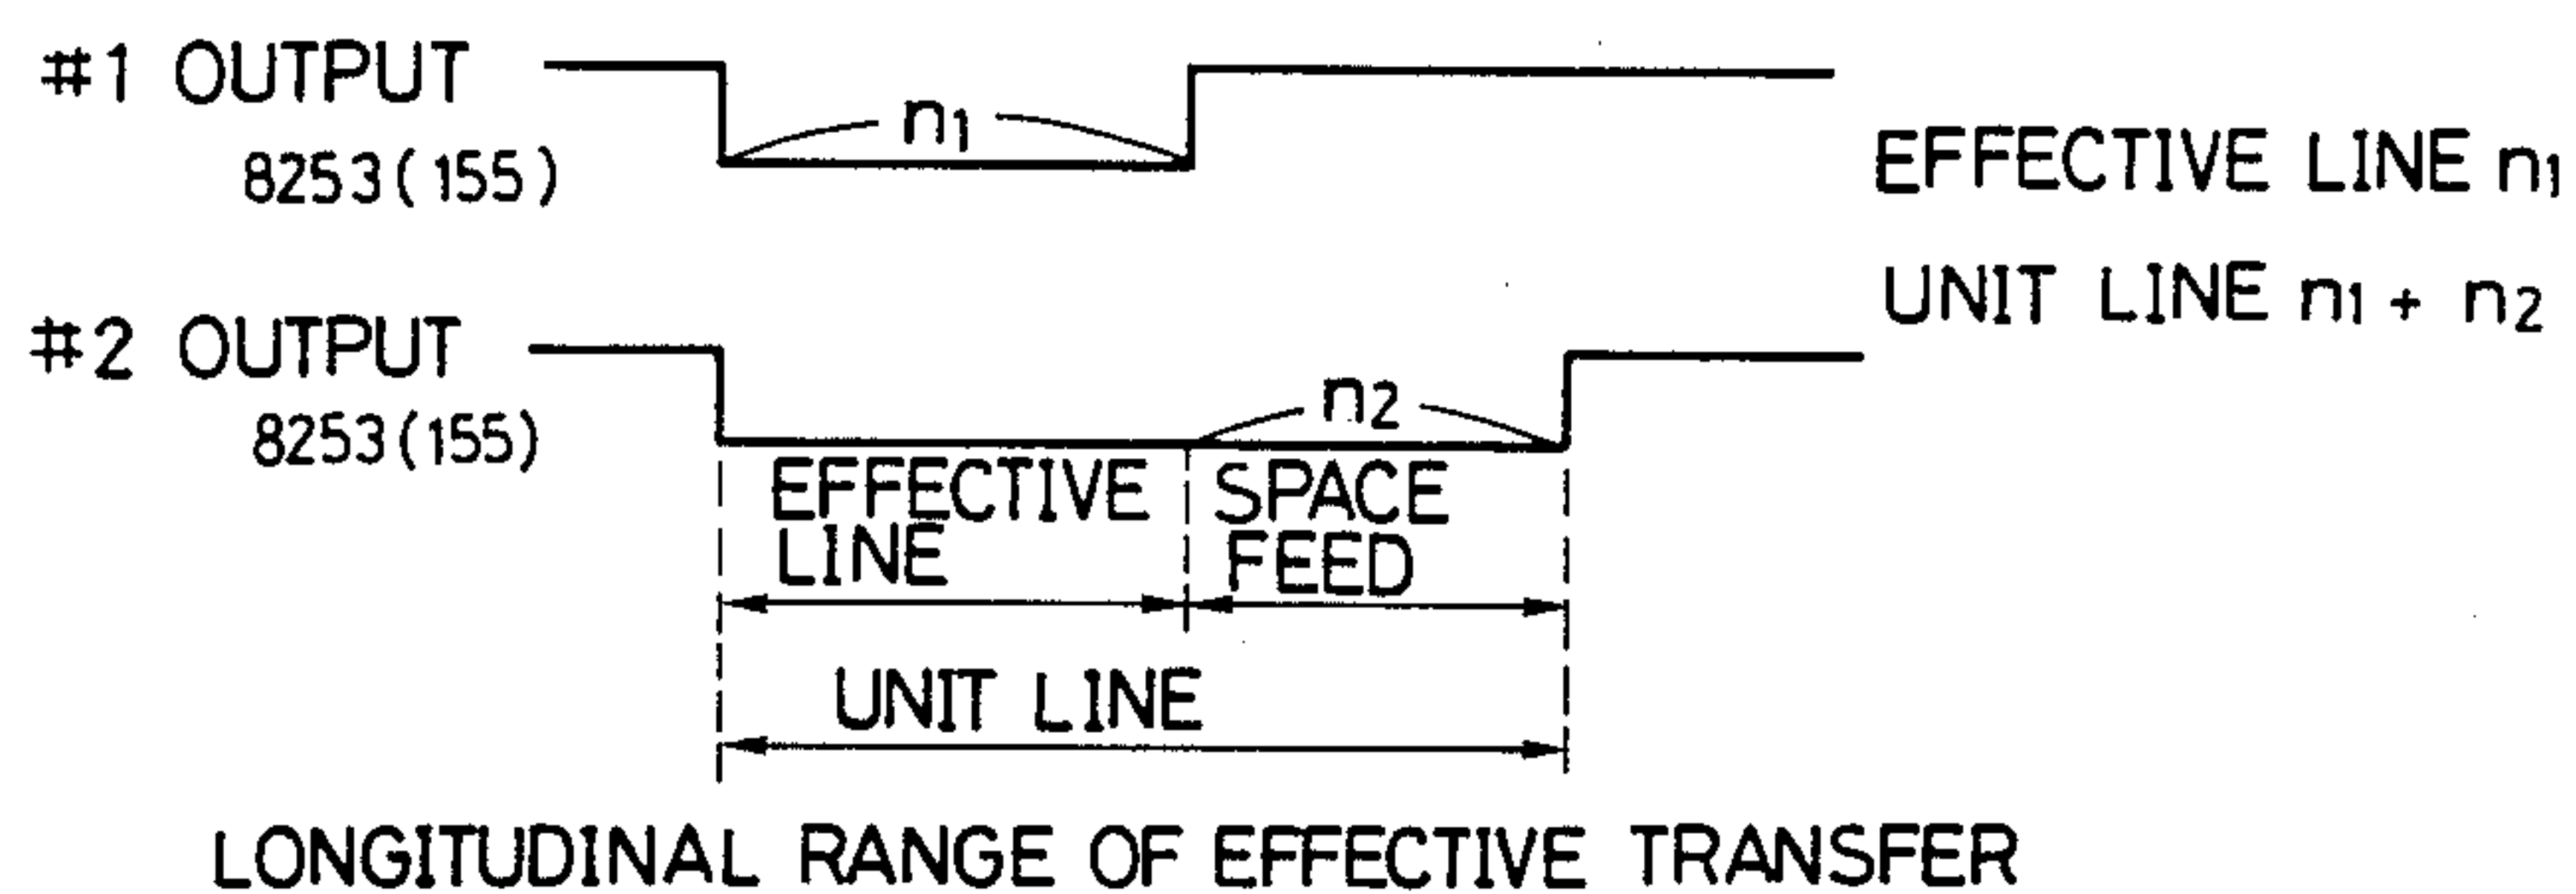 #1 OUTPUT
8253(155)
n1
EFFECTIVE LINE n1
UNIT LINE n1 + n2
#2 OUTPUT
8253(155)
n2
EFFECTIVE
LINE
SPACE
FEED
UNIT LINE
LONGITUDINAL RANGE OF EFFECTIVE TRANSFER